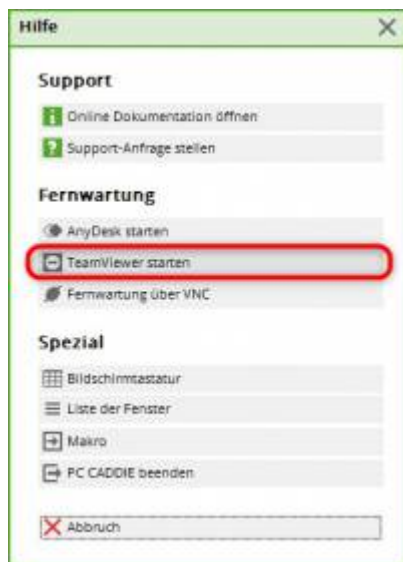 Hilfe
Support
Online Dokumentation öffnen
Support-Anfrage stellen
Fernwartung
AnyDesk starten
TeamViewer starten
Fernwartung über VNC
Spezial
Bildschirmtastatur
Liste der Fenster
Makro
PC CADDIE beenden
Abbruch